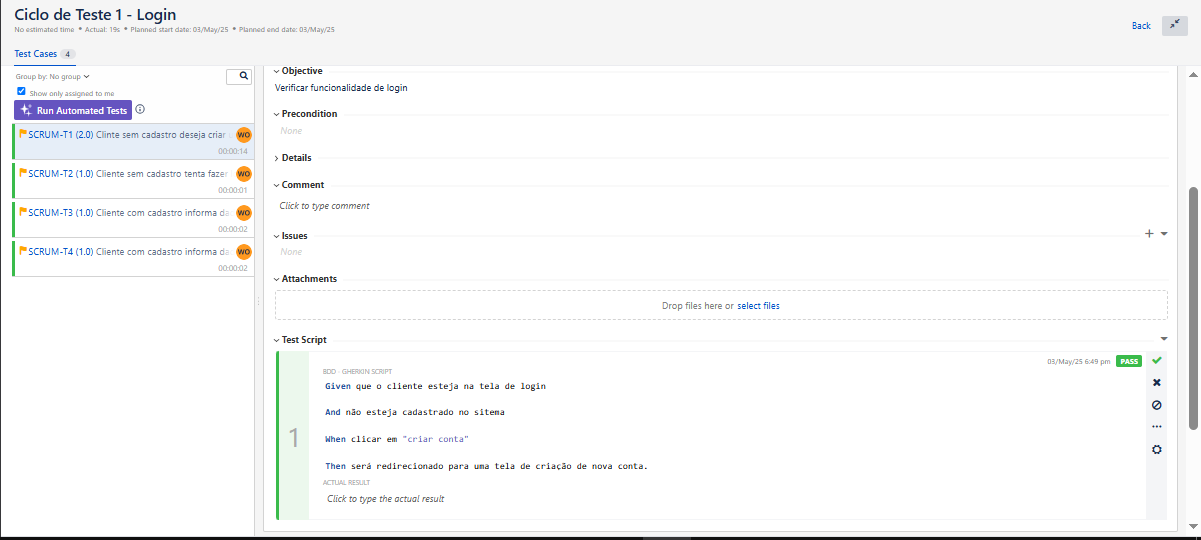 Ciclo de Teste 1 - Login
No estimated time • Actual: 19s • Planned start date: 03/May/25 • Planned end date: 03/May/25
Back
Test Cases 4
Group by: No group
Show only assigned to me
Run Automated Tests
SCRUM-T1 (2.0) Clinte sem cadastro deseja criar
WO
00:00:14
SCRUM-T2 (1.0) Cliente sem cadastro tenta fazer
WO
00:00:01
SCRUM-T3 (1.0) Cliente com cadastro informa da
WO
00:00:02
SCRUM-T4 (1.0) Cliente com cadastro informa da
WO
00:00:02
Objective
Verificar funcionalidade de login
Precondition
None
Details
Comment
Click to type comment
Issues
None
Attachments
Drop files here or select files
Test Script
03/May/25 6:49 pm PASS
1
BDD - GHERKIN SCRIPT
Given que o cliente esteja na tela de login
And não esteja cadastrado no sitema
When clicar em "criar conta"
Then será redirecionado para uma tela de criação de nova conta.
ACTUAL RESULT
Click to type the actual result